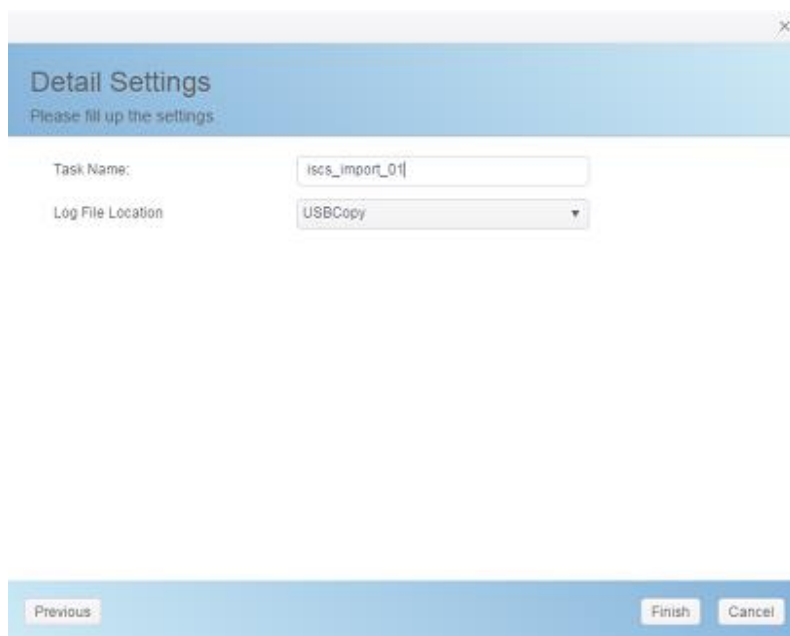 Detail Settings
Please fill up the settings
Task Name: iscs_import_01
Log File Location USBCopy
Previous Finish Cancel